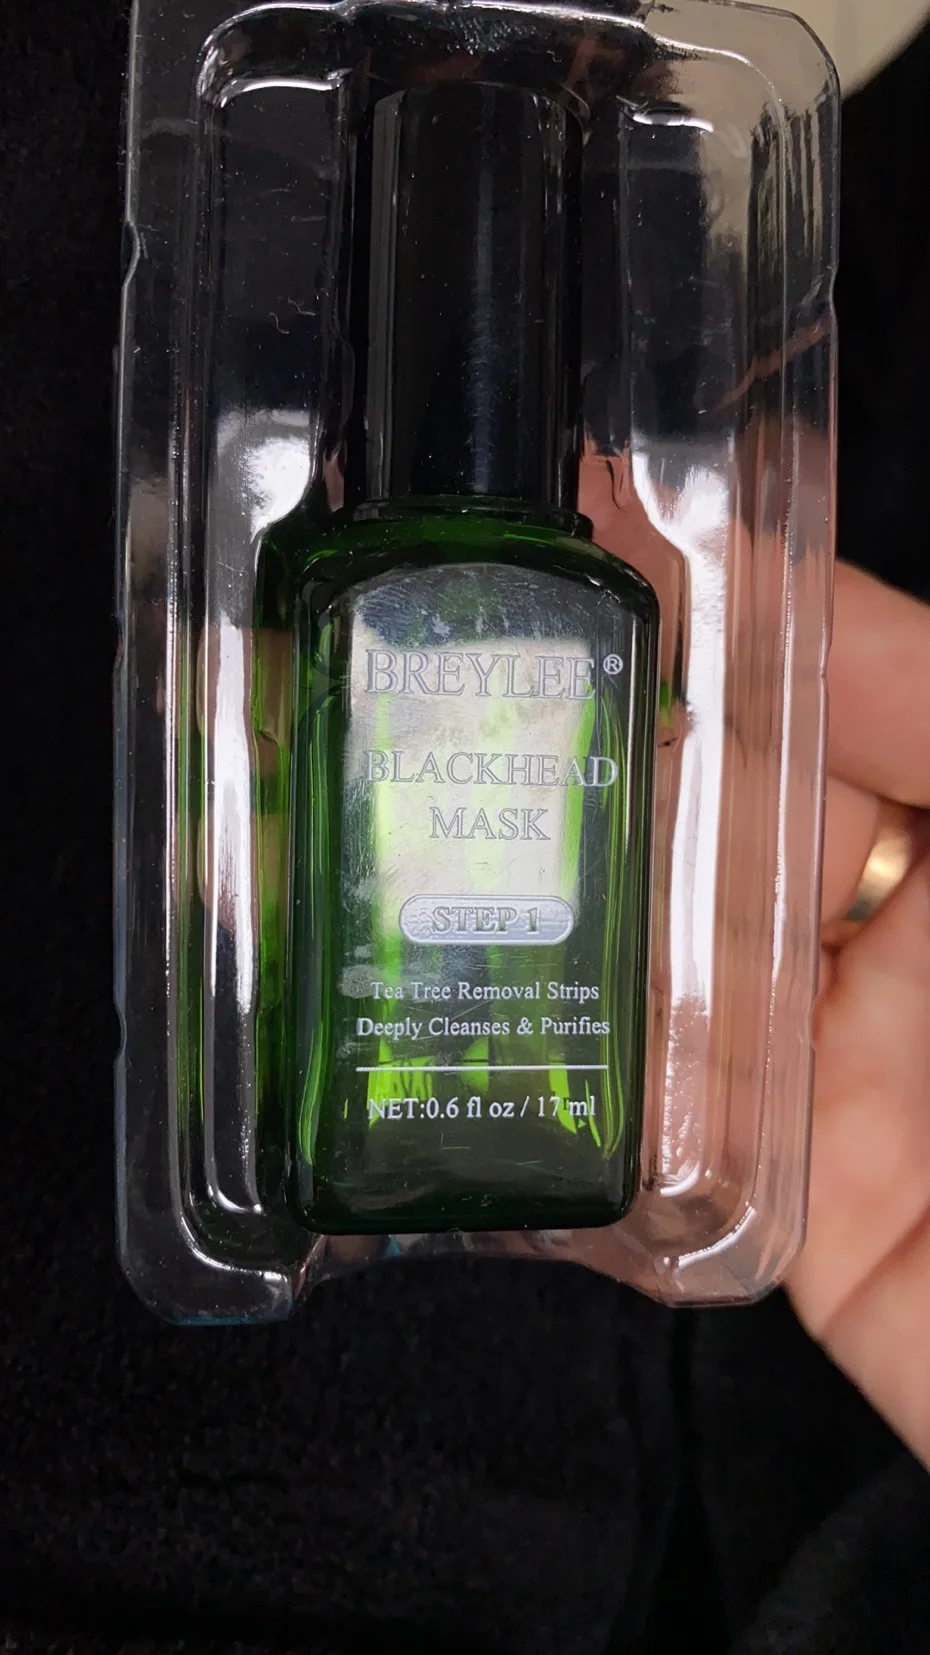 BREYLEE®
BLACKHEAD
MASK
STEP 1
Tea Tree Removal Strips
Deeply Cleanses & Purifies
NET:0.6 fl oz / 17 ml